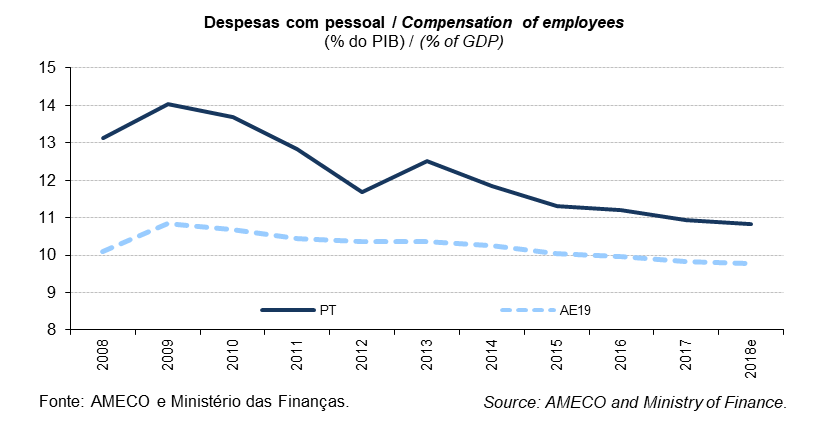 Despesas com pessoal / Compensation of employees
(% do PIB) / (% of GDP)
15
14
13
12
11
10
9
8
PT
AE19
2008
2009
2010
2011
2012
2013
2014
2015
2016
2017
2018e
Fonte: AMECO e Ministério das Finanças.
Source: AMECO and Ministry of Finance.